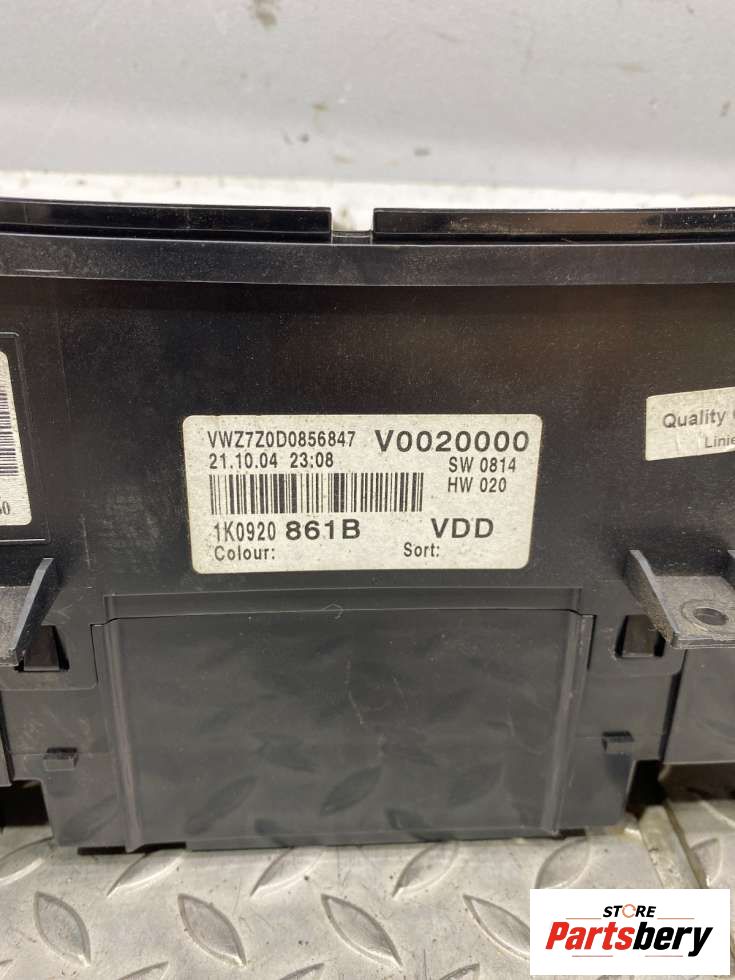 VWZ7Z0D0856847 V0020000
21.10.04 23:08 SW 0814
HW 020
1K0920 861B VDD
Colour: Sort:
Quality
STORE
Partsbery